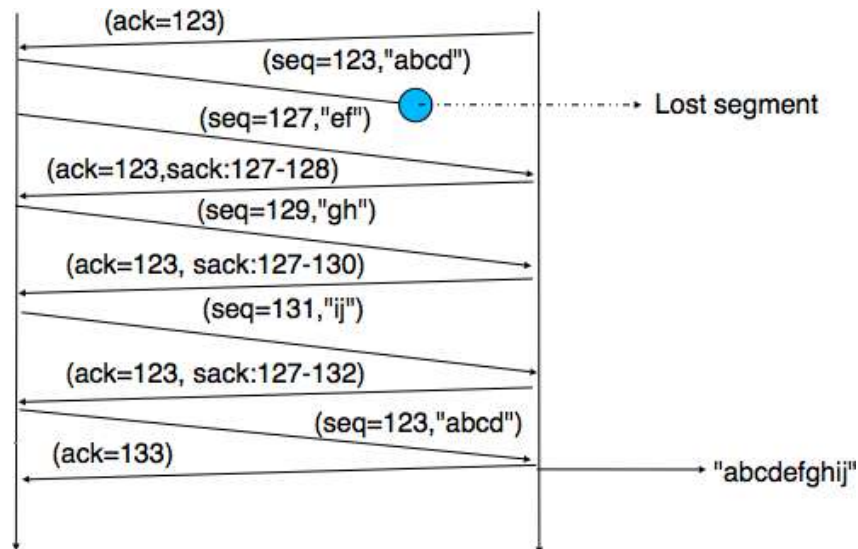 (ack=123)
(seq=123,"abcd")
Lost segment
(seq=127,"ef")
(ack=123,sack:127-128)
(seq=129,"gh")
(ack=123, sack:127-130)
(seq=131,"ij")
(ack=123, sack:127-132)
(seq=123,"abcd")
(ack=133)
"abcdefghij"